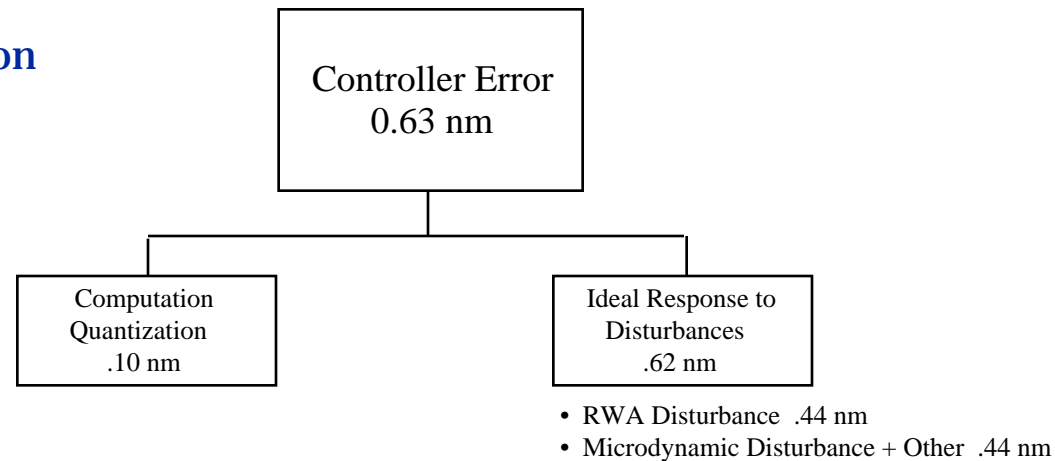 on
Controller Error
0.63 nm
Computation
Quantization
.10 nm
Ideal Response to
Disturbances
.62 nm
• RWA Disturbance .44 nm
• Microdynamic Disturbance + Other .44 nm